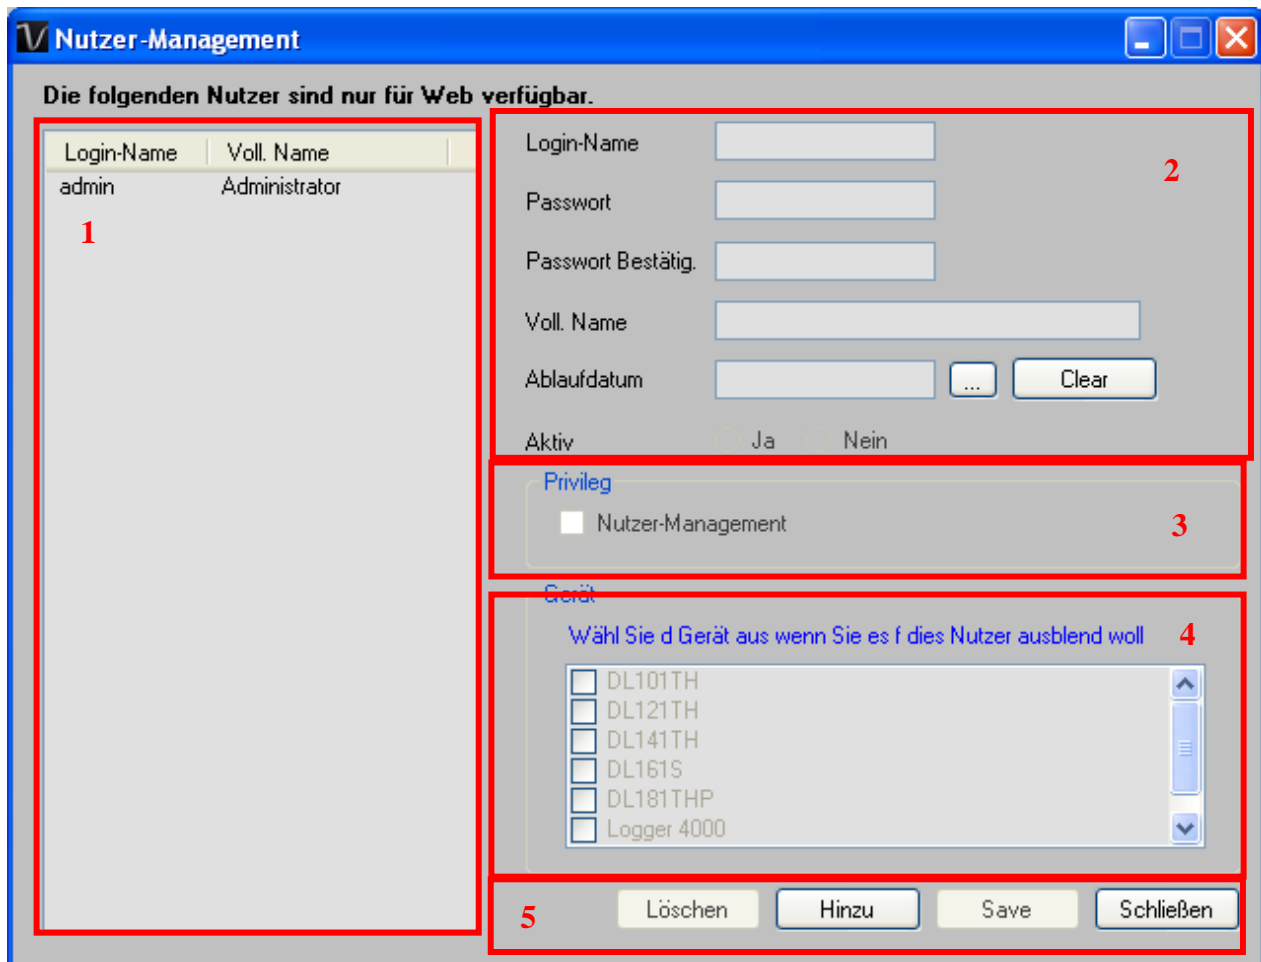 Nutzer-Management
Die folgenden Nutzer sind nur für Web verfügbar.
Login-Name Voll. Name
admin Administrator
1
Login-Name
2
Passwort
Passwort Bestätig.
Voll. Name
Ablaufdatum ... Clear
Aktiv Ja Nein
Privileg
Nutzer-Management
3
Gerät
Wähl Sie d Gerät aus wenn Sie es f dies Nutzer ausblend woll
4
DL101TH
DL121TH
DL141TH
DL161S
DL181THP
Logger 4000
5
Löschen Hinzu Save Schließen